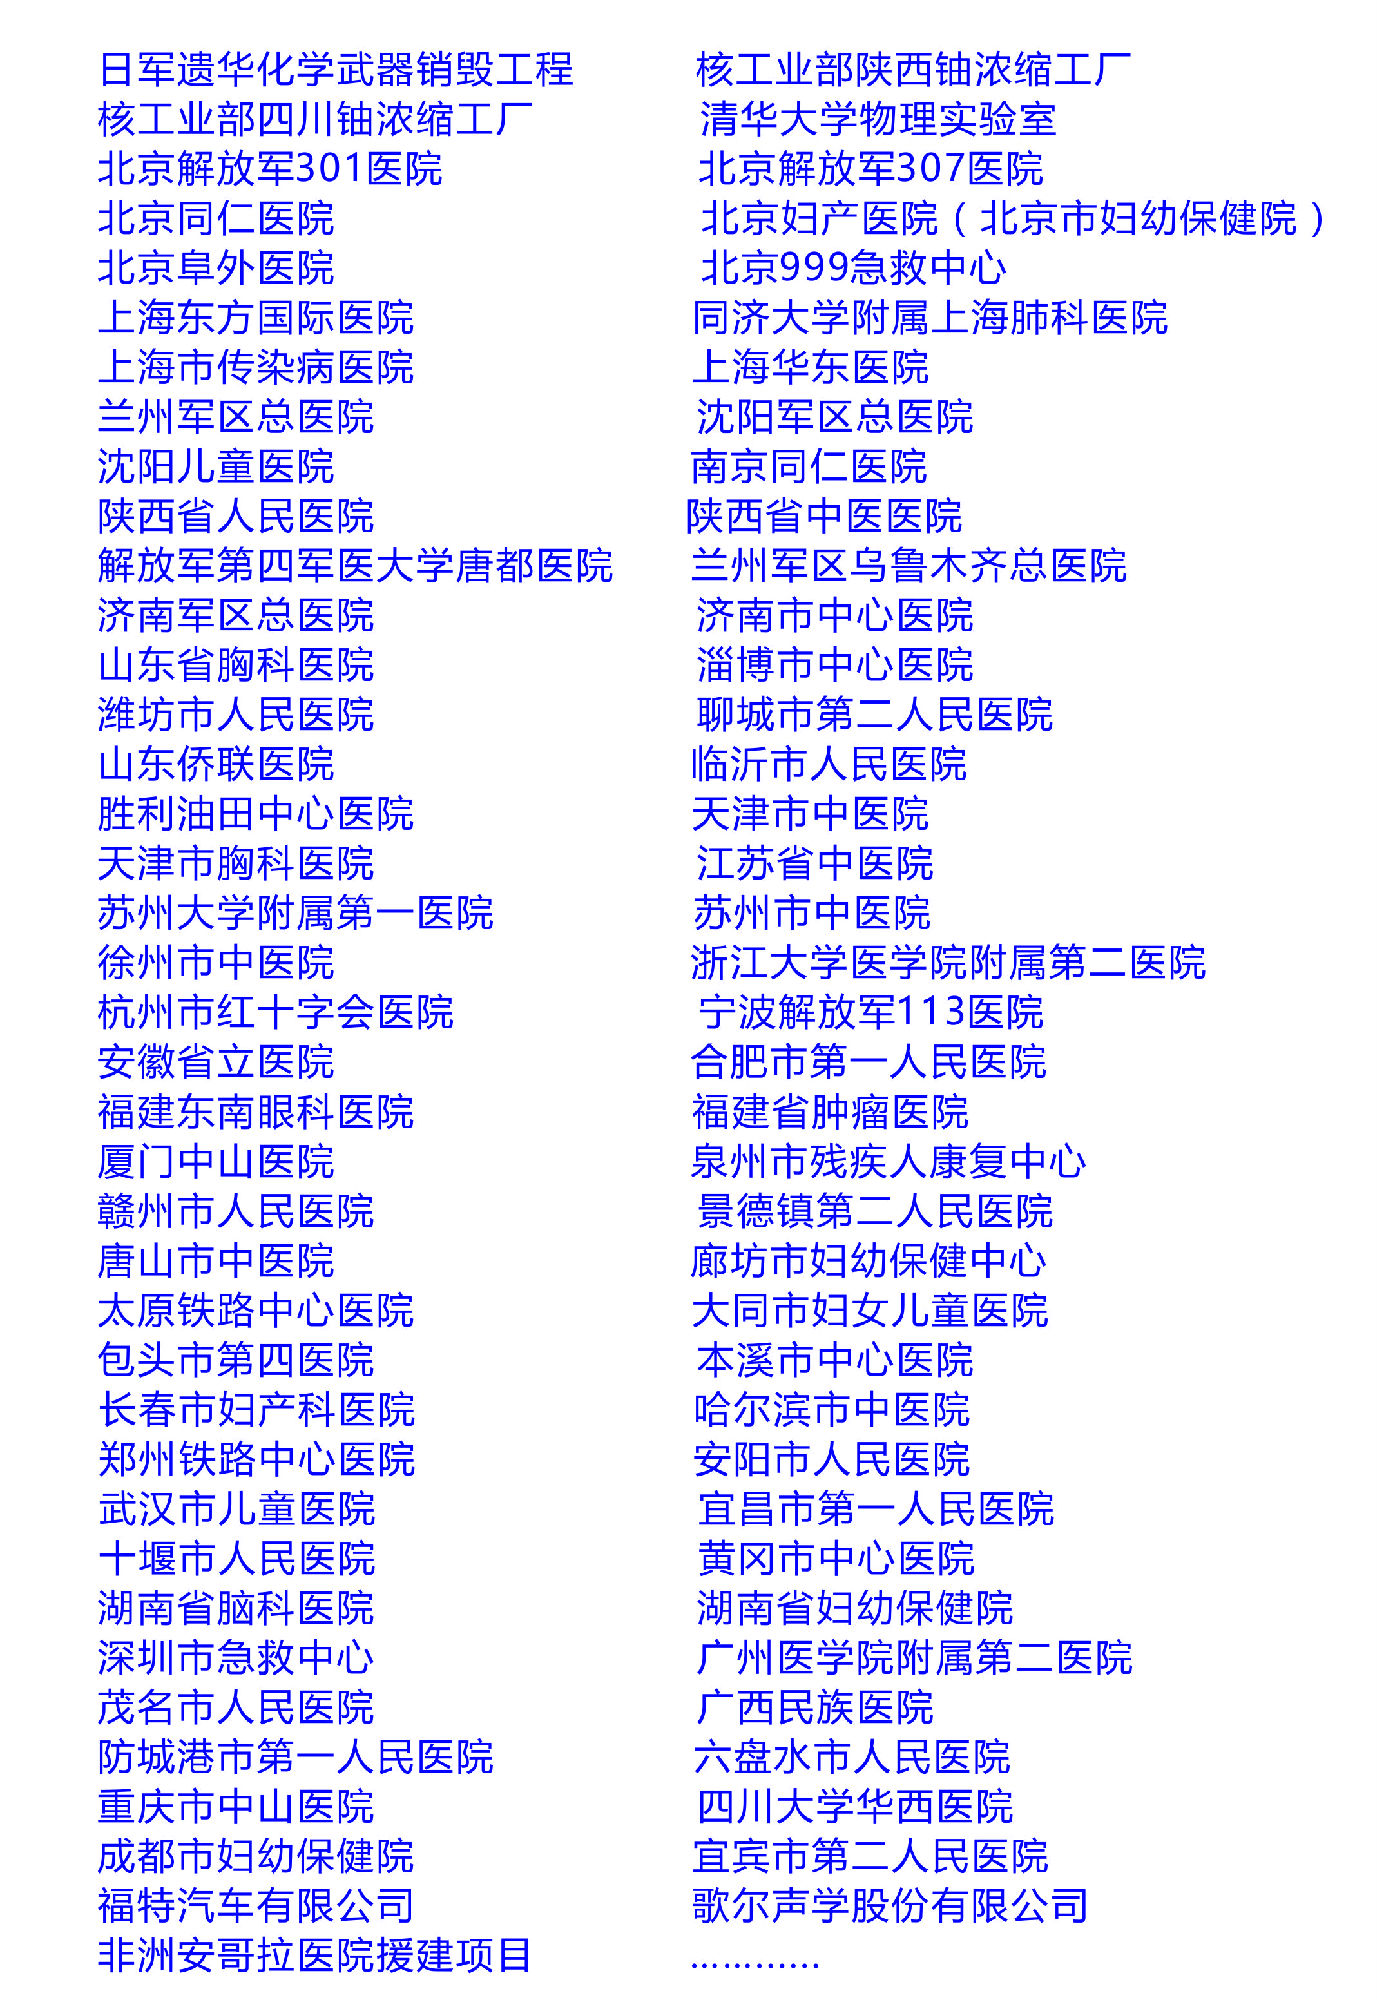 日军遗华化学武器销毁工程 核工业部陕西铀浓缩工厂
核工业部四川铀浓缩工厂 清华大学物理实验室
北京解放军301医院 北京解放军307医院
北京同仁医院 北京妇产医院（北京市妇幼保健院）
北京阜外医院 北京999急救中心
上海东方国际医院 同济大学附属上海肺科医院
上海市传染病医院 上海华东医院
兰州军区总医院 沈阳军区总医院
沈阳儿童医院 南京同仁医院
陕西省人民医院 陕西省中医医院
解放军第四军医大学唐都医院 兰州军区乌鲁木齐总医院
济南军区总医院 济南市中心医院
山东省胸科医院 淄博市中心医院
潍坊市人民医院 聊城市第二人民医院
山东侨联医院 临沂市人民医院
胜利油田中心医院 天津市中医院
天津市胸科医院 江苏省中医院
苏州大学附属第一医院 苏州市中医院
徐州市中医院 浙江大学医学院附属第二医院
杭州市红十字会医院 宁波解放军113医院
安徽省立医院 合肥市第一人民医院
福建东南眼科医院 福建省肿瘤医院
厦门中山医院 泉州市残疾人康复中心
赣州市人民医院 景德镇第二人民医院
唐山市中医院 廊坊市妇幼保健中心
太原铁路中心医院 大同市妇女儿童医院
包头市第四医院 本溪市中心医院
长春市妇产科医院 哈尔滨市中医院
郑州铁路中心医院 安阳市人民医院
武汉市儿童医院 宜昌市第一人民医院
十堰市人民医院 黄冈市中心医院
湖南省脑科医院 湖南省妇幼保健院
深圳市急救中心 广州医学院附属第二医院
茂名市人民医院 广西民族医院
防城港市第一人民医院 六盘水市人民医院
重庆市中山医院 四川大学华西医院
成都市妇幼保健院 宜宾市第二人民医院
福特汽车有限公司 歌尔声学股份有限公司
非洲安哥拉医院援建项目 …………